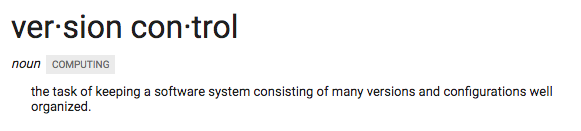 ver·sion con·trol
noun COMPUTING
the task of keeping a software system consisting of many versions and configurations well
organized.